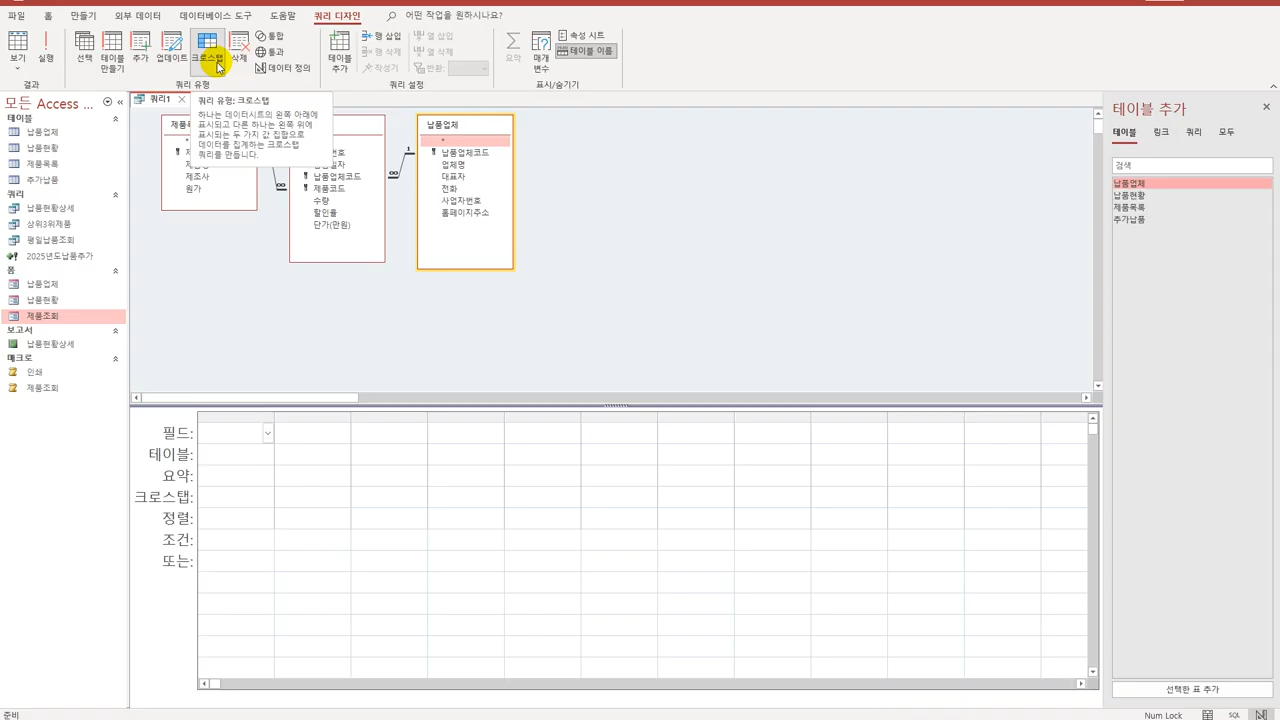 파일 홈 만들기 외부 데이터 데이터베이스 도구 도움말 쿼리 디자인 어떤 작업을 원하시나요?
보기 실행 선택 테이블 만들기 추가 업데이트 크로스탭 삭제
통합
통과
데이터 정의
테이블 추가
행 삽입
행 삭제
작성기
열 삽입
열 삭제
반환:
요약
매개 변수
속성 시트
테이블 이름
결과 쿼리 유형 쿼리 설정 표시/숨기기
모든 Access ...
테이블
납품업체
납품현황
제품목록
추가납품
쿼리
납품현황상세
상위3위제품
평일납품조회
2025년도납품추가
폼
납품업체
납품현황
제품조회
보고서
납품현황상세
매크로
인쇄
제품조회
쿼리1
쿼리 유형: 크로스탭
하나는 데이터시트의 왼쪽 아래에
표시되고 다른 하나는 왼쪽 위에
표시되는 두 가지 값 집합으로
데이터를 집계하는 크로스탭
쿼리를 만듭니다.
제조사
원가
납품업체코드
제품코드
수량
할인율
단가(만원)
납품업체
*
납품업체코드
업체명
대표자
전화
사업자번호
홈페이지주소
필드:
테이블:
요약:
크로스탭:
정렬:
조건:
또는:
테이블 추가
테이블 링크 쿼리 모두
검색
납품업체
납품현황
제품목록
추가납품
선택한 표 추가
준비 Num Lock SQL